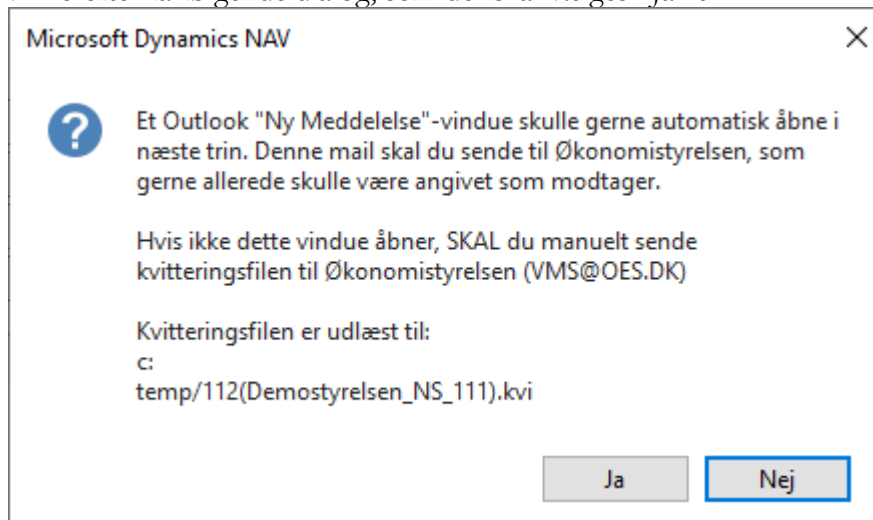 Microsoft Dynamics NAV
Et Outlook "Ny Meddelelse"-vindue skulle gerne automatisk åbne i
næste trin. Denne mail skal du sende til Økonomistyrelsen, som
gerne allerede skulle være angivet som modtager.
Hvis ikke dette vindue åbner, SKAL du manuelt sende
kvitteringsfilen til Økonomistyrelsen (VMS@OES.DK)
Kvitteringsfilen er udlæst til:
c:
temp/112(Demostyrelsen_NS_111).kvi
Ja
Nej